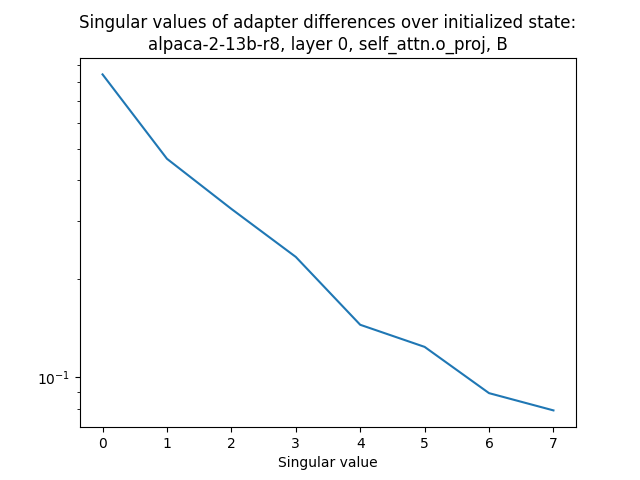 Singular values of adapter differences over initialized state:
alpaca-2-13b-r8, layer 0, self_attn.o_proj, B
10⁻¹
0 1 2 3 4 5 6 7
Singular value